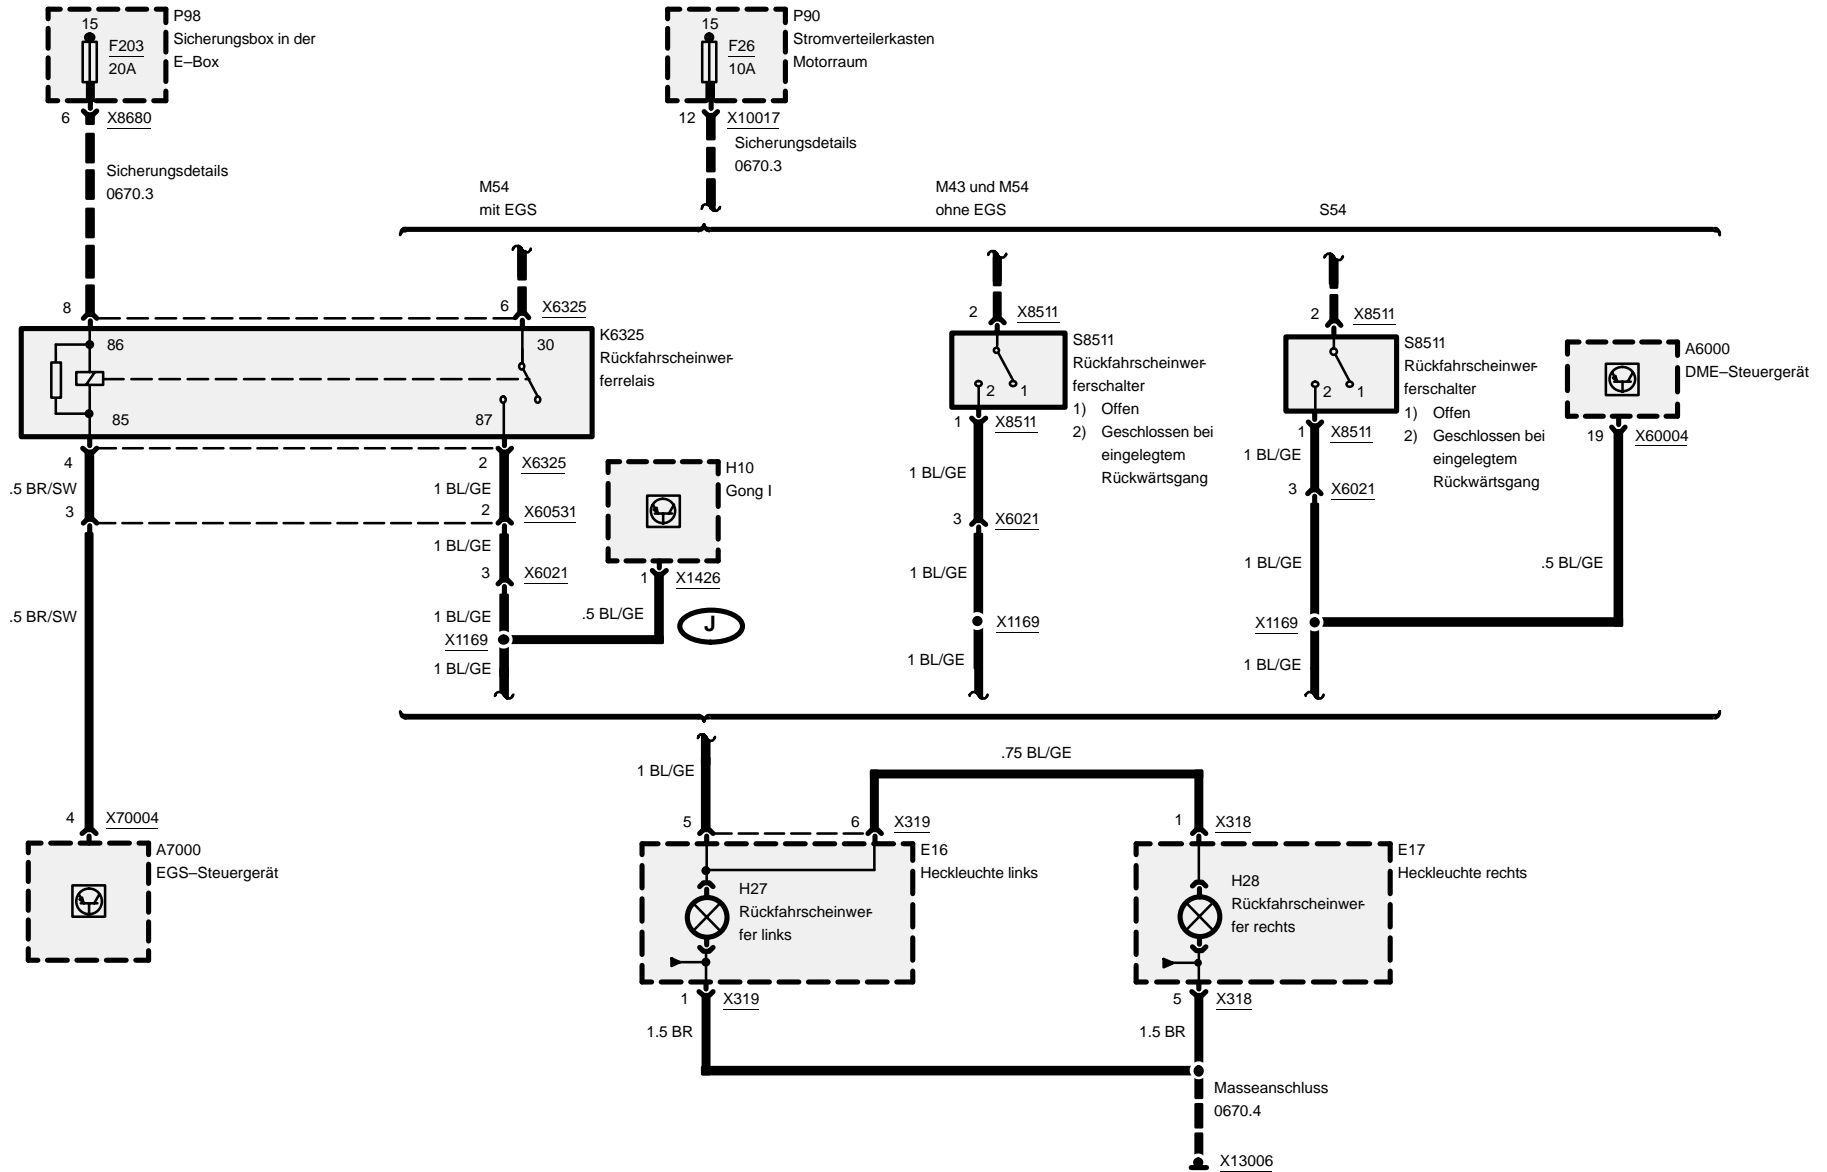 15
F203
20A
P98
Sicherungsbox in der
E–Box
6
X8680
Sicherungsdetails
0670.3
15
F26
10A
P90
Stromverteilerkasten
Motorraum
12
X10017
Sicherungsdetails
0670.3
M54
mit EGS
M43 und M54
ohne EGS
S54
8
6
X6325
86
30
85
87
K6325
Rückfahrscheinwer-
ferrelais
4
2
X6325
.5 BR/SW
1 BL/GE
3
2
X60531
1 BL/GE
3
X6021
.5 BR/SW
1 BL/GE
X1169
1 BL/GE
H10
Gong I
1
X1426
.5 BL/GE
J
2
X8511
2
1
S8511
Rückfahrscheinwer-
ferschalter
1) Offen
2) Geschlossen bei
eingelegtem
Rückwärtsgang
1
X8511
1 BL/GE
3
X6021
1 BL/GE
X1169
1 BL/GE
2
X8511
2
1
S8511
Rückfahrscheinwer-
ferschalter
1) Offen
2) Geschlossen bei
eingelegtem
Rückwärtsgang
1
X8511
1 BL/GE
3
X6021
1 BL/GE
X1169
1 BL/GE
A6000
DME–Steuergerät
19
X60004
.5 BL/GE
4
X70004
A7000
EGS–Steuergerät
1 BL/GE
.75 BL/GE
5
6
X319
E16
Heckleuchte links
H27
Rückfahrscheinwer-
fer links
1
X319
1.5 BR
1
X318
E17
Heckleuchte rechts
H28
Rückfahrscheinwer-
fer rechts
5
X318
1.5 BR
Masseanschluss
0670.4
X13006